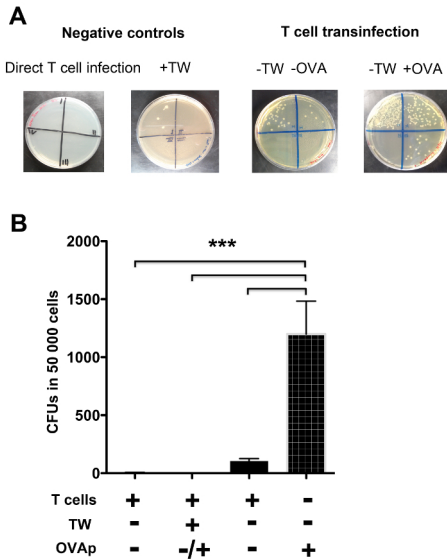 A
Negative controls
T cell transinfection
Direct T cell infection
+TW
-TW -OVA
-TW +OVA
B
***
CFUs in 50 000 cells
2000
1500
1000
500
0
T cells + + + -
TW - + - -
OVAp - -/+ - +